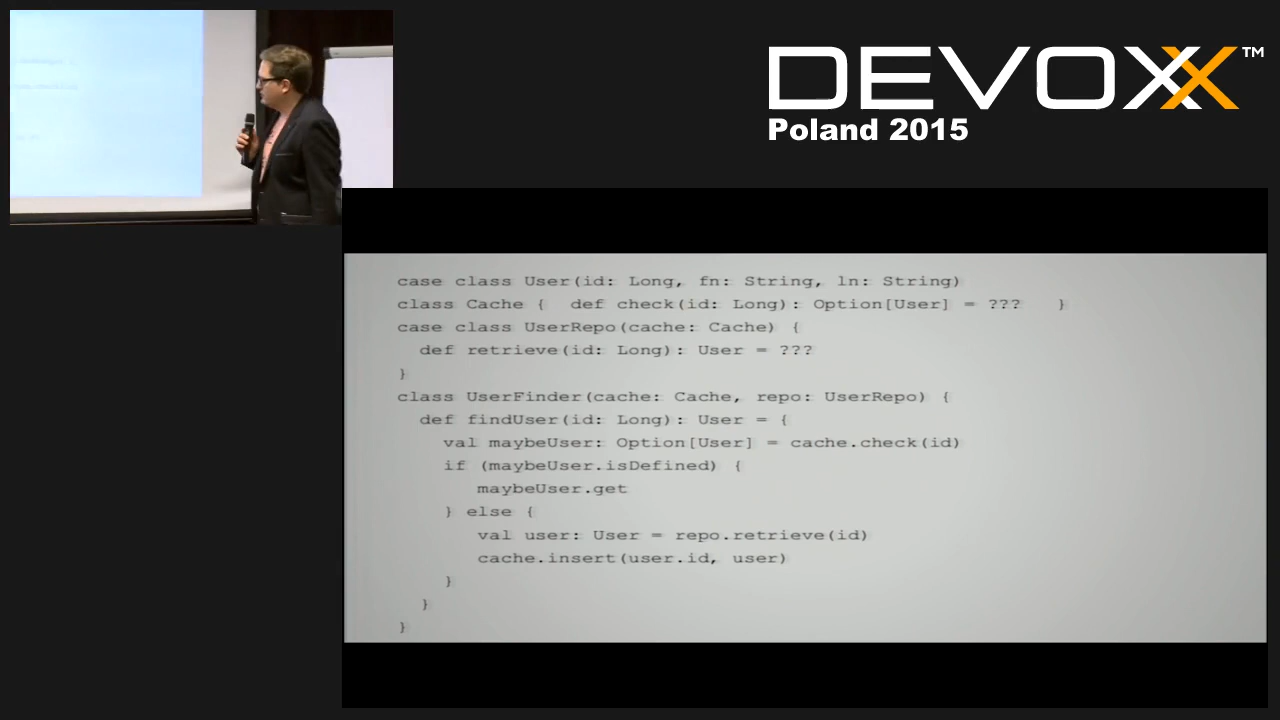 DEVOXX™
Poland 2015
case class User(id: Long, fn: String, ln: String)
class Cache {  def check(id: Long): Option[User] = ???   }
case class UserRepo(cache: Cache) {
  def retrieve(id: Long): User = ???
}
class UserFinder(cache: Cache, repo: UserRepo) {
  def findUser(id: Long): User = {
    val maybeUser: Option[User] = cache.check(id)
    if (maybeUser.isDefined) {
       maybeUser.get
    } else {
       val user: User = repo.retrieve(id)
       cache.insert(user.id, user)
    }
  }
}